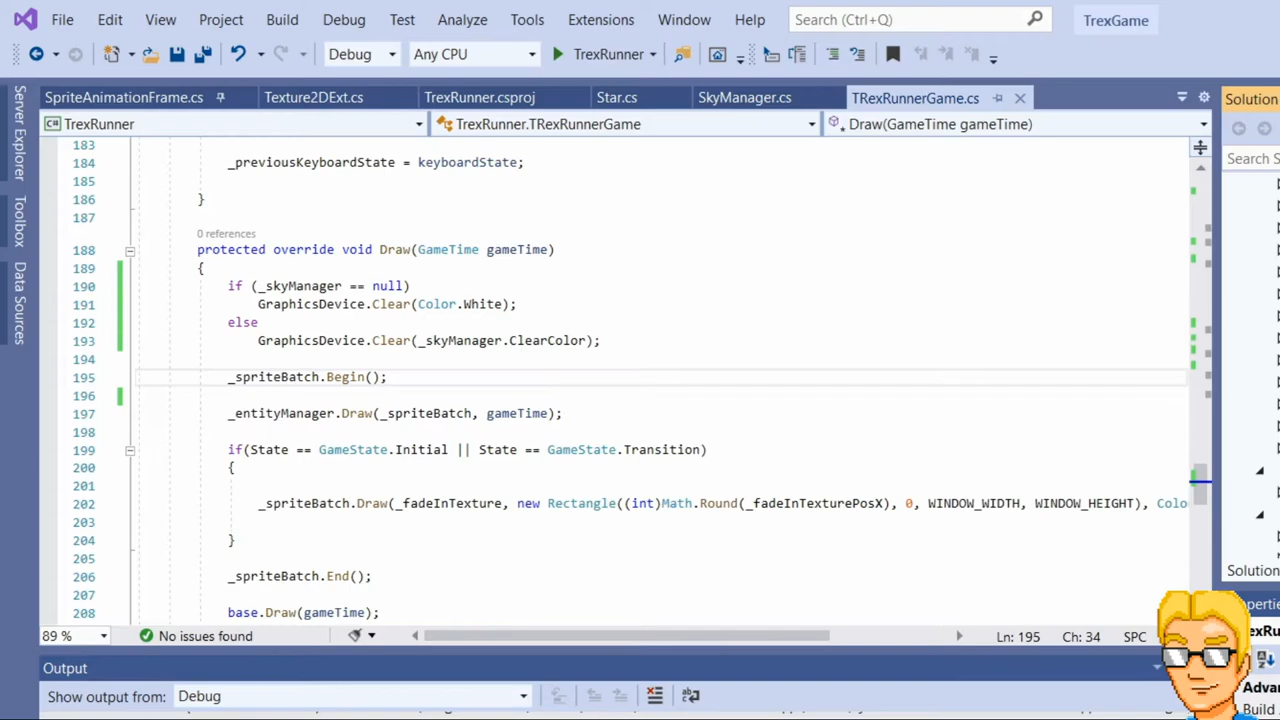 File Edit View Project Build Debug Test Analyze Tools Extensions Window Help Search (Ctrl+Q) TrexGame
Debug Any CPU TrexRunner
SpriteAnimationFrame.cs Texture2DExt.cs TrexRunner.csproj Star.cs SkyManager.cs TRexRunnerGame.cs Solution
TrexRunner TrexRunner.TRexRunnerGame Draw(GameTime gameTime)
Server Explorer
Toolbox
Data Sources
Search S
183
184 _previousKeyboardState = keyboardState;
185
186 }
187
0 references
188 protected override void Draw(GameTime gameTime)
189 {
190 if (_skyManager == null)
191 GraphicsDevice.Clear(Color.White);
192 else
193 GraphicsDevice.Clear(_skyManager.ClearColor);
194
195 _spriteBatch.Begin();
196
197 _entityManager.Draw(_spriteBatch, gameTime);
198
199 if(State == GameState.Initial || State == GameState.Transition)
200 {
201
202 _spriteBatch.Draw(_fadeInTexture, new Rectangle((int)Math.Round(_fadeInTexturePosX), 0, WINDOW_WIDTH, WINDOW_HEIGHT), Colo
203
204 }
205
206 _spriteBatch.End();
207
208 base.Draw(gameTime);
Solution
89 % No issues found Ln: 195 Ch: 34 SPC
Output
Show output from: Debug
operties
exRu
Advan
Build